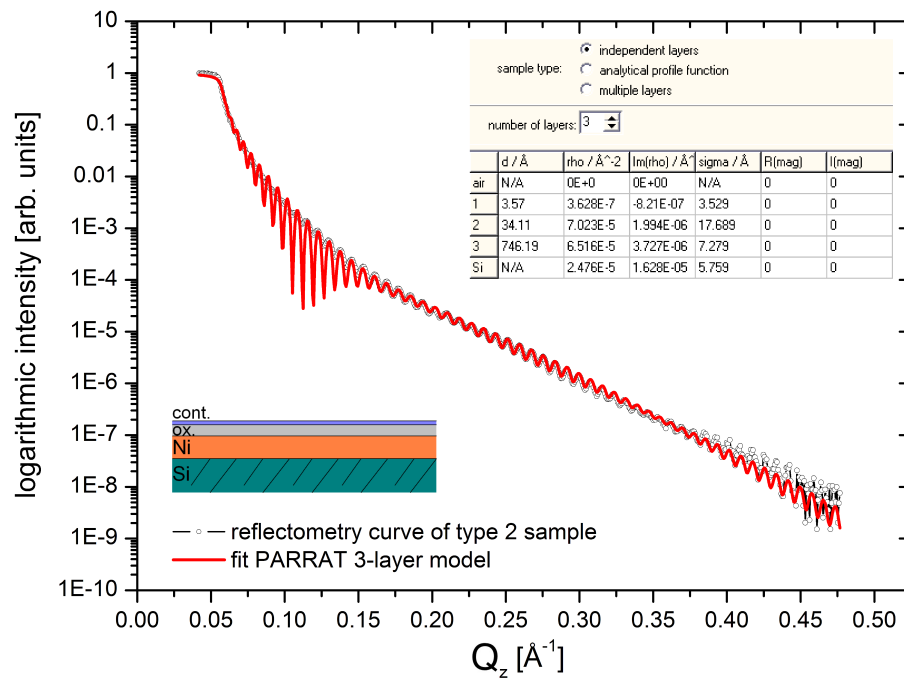 logarithmic intensity [arb. units]
1
0.1
0.01
1E-3
1E-4
1E-5
1E-6
1E-7
1E-8
1E-9
1E-10
sample type:
independent layers
analytical profile function
multiple layers
number of layers: 3
d / Å rho / Å^-2 Im(rho) / Å^ sigma / Å R(mag) I(mag)
air N/A 0E+0 0E+00 N/A 0 0
1 3.57 3.628E-7 -8.21E-07 3.529 0 0
2 34.11 7.023E-5 1.994E-06 17.689 0 0
3 746.19 6.516E-5 3.727E-06 7.279 0 0
Si N/A 2.476E-5 1.628E-05 5.759 0 0
cont.
ox.
Ni
Si
reflectometry curve of type 2 sample
fit PARRAT 3-layer model
0.00 0.05 0.10 0.15 0.20 0.25 0.30 0.35 0.40 0.45 0.50
Q_z [Å^-1]